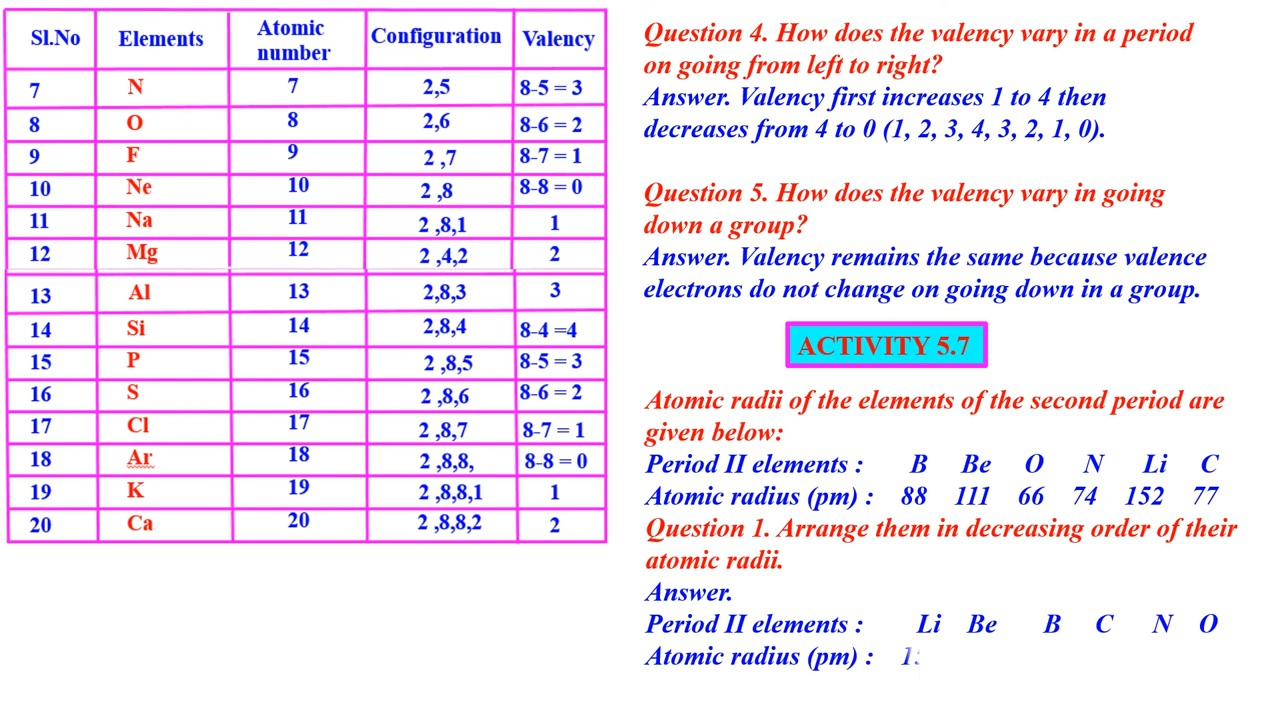 Sl.No Elements Atomic number Configuration Valency
7 N 7 2,5 8-5 = 3
8 O 8 2,6 8-6 = 2
9 F 9 2 ,7 8-7 = 1
10 Ne 10 2 ,8 8-8 = 0
11 Na 11 2 ,8,1 1
12 Mg 12 2 ,4,2 2
13 Al 13 2,8,3 3
14 Si 14 2,8,4 8-4 =4
15 P 15 2 ,8,5 8-5 = 3
16 S 16 2 ,8,6 8-6 = 2
17 Cl 17 2 ,8,7 8-7 = 1
18 Ar 18 2 ,8,8, 8-8 = 0
19 K 19 2 ,8,8,1 1
20 Ca 20 2 ,8,8,2 2
Question 4. How does the valency vary in a period
on going from left to right?
Answer. Valency first increases 1 to 4 then
decreases from 4 to 0 (1, 2, 3, 4, 3, 2, 1, 0).
Question 5. How does the valency vary in going
down a group?
Answer. Valency remains the same because valence
electrons do not change on going down in a group.
ACTIVITY 5.7
Atomic radii of the elements of the second period are
given below:
Period II elements : B Be O N Li C
Atomic radius (pm) : 88 111 66 74 152 77
Question 1. Arrange them in decreasing order of their
atomic radii.
Answer.
Period II elements : Li Be B C N O
Atomic radius (pm) :